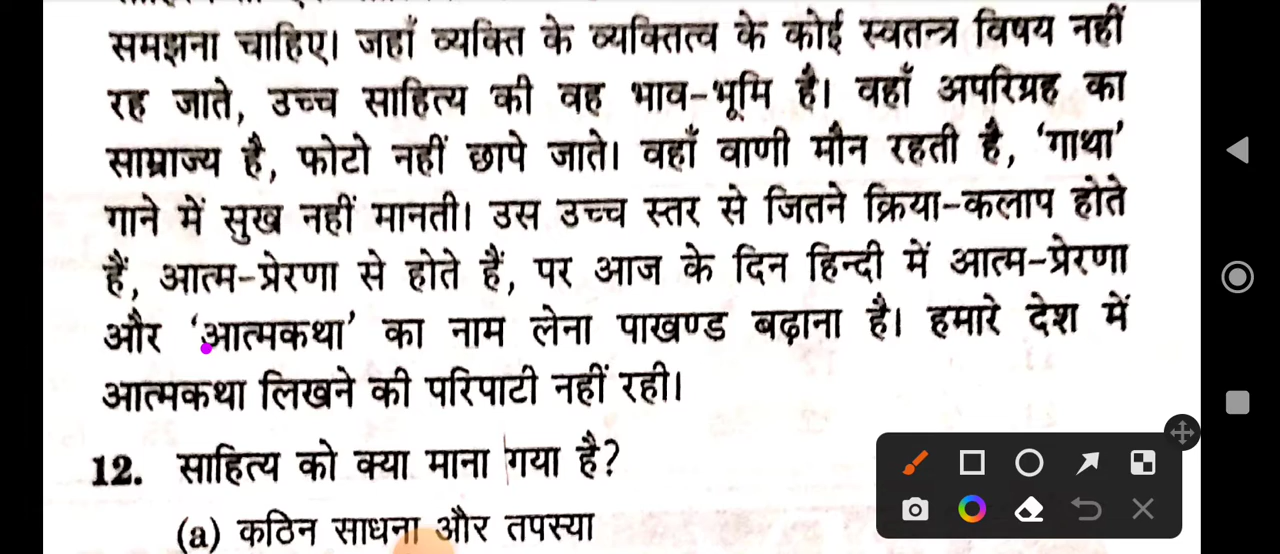 समझना चाहिए। जहाँ व्यक्ति के व्यक्तित्व के कोई स्वतन्त्र विषय नहीं
रह जाते, उच्च साहित्य की वह भाव-भूमि है। वहाँ अपरिग्रह का
साम्राज्य है, फोटो नहीं छापे जाते। वहाँ वाणी मौन रहती है, 'गाथा'
गाने में सुख नहीं मानती। उस उच्च स्तर से जितने क्रिया-कलाप होते
हैं, आत्म-प्रेरणा से होते हैं, पर आज के दिन हिन्दी में आत्म-प्रेरणा
और 'आत्मकथा' का नाम लेना पाखण्ड बढ़ाना है। हमारे देश में
आत्मकथा लिखने की परिपाटी नहीं रही।
12. साहित्य को क्या माना गया है?
(a) कठिन साधना और तपस्या